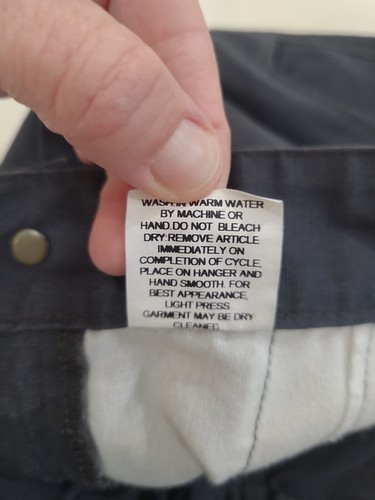 WASH:IN WARM WATER
BY MACHINE OR
HAND.DO NOT BLEACH
DRY:REMOVE ARTICLE
IMMEDIATELY ON
COMPLETION OF CYCLE,
PLACE ON HANGER AND
HAND SMOOTH. FOR
BEST APPEARANCE,
LIGHT PRESS
GARMENT MAY BE DRY
CLEANED